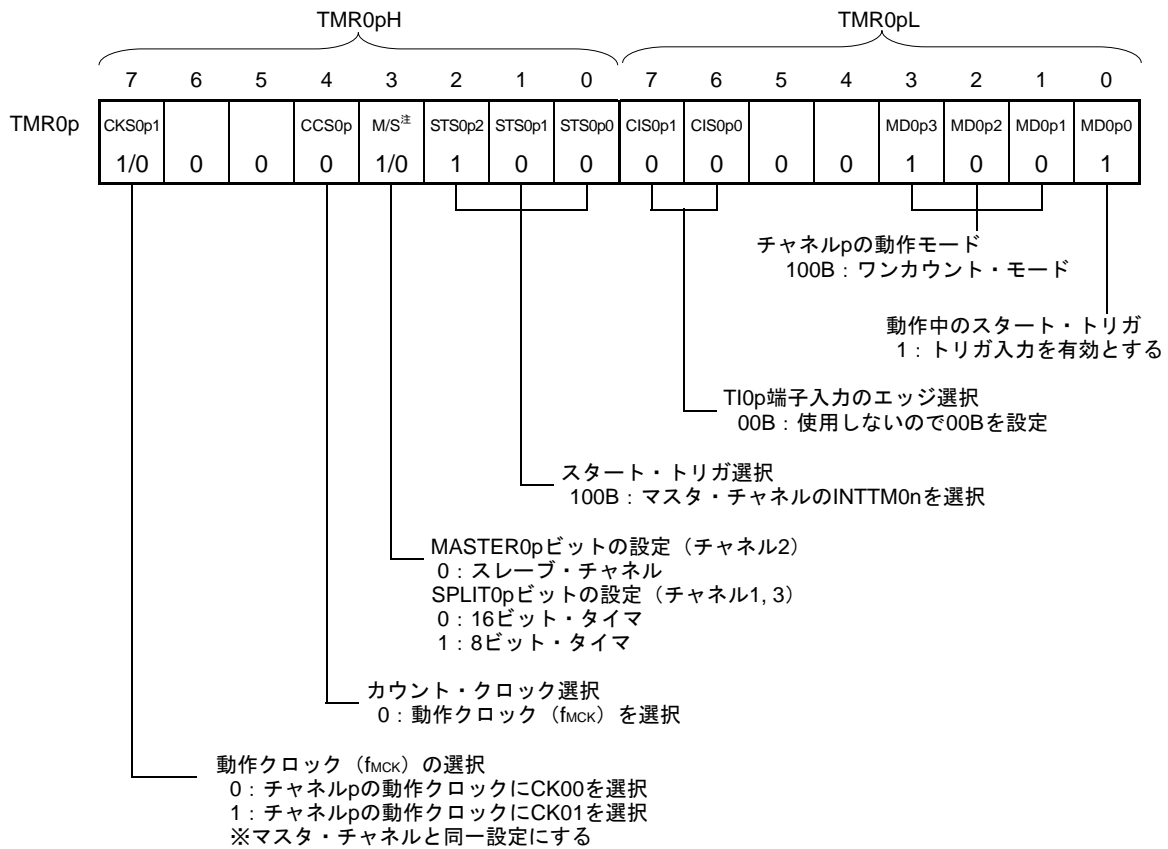 TMR0pH TMR0pL
7 6 5 4 3 2 1 0 7 6 5 4 3 2 1 0
TMR0p CKS0p1 CCS0p M/S注 STS0p2 STS0p1 STS0p0 CIS0p1 CIS0p0 MD0p3 MD0p2 MD0p1 MD0p0
1/0 0 0 0 1/0 1 0 0 0 0 0 0 1 0 0 1
チャネルpの動作モード
100B：ワンカウント・モード
動作中のスタート・トリガ
1：トリガ入力を有効とする
TI0p端子入力のエッジ選択
00B：使用しないので00Bを設定
スタート・トリガ選択
100B：マスタ・チャネルのINTTM0nを選択
MASTER0pビットの設定（チャネル2）
0：スレーブ・チャネル
SPLIT0pビットの設定（チャネル1, 3）
0：16ビット・タイマ
1：8ビット・タイマ
カウント・クロック選択
0：動作クロック（fMCK）を選択
動作クロック（fMCK）の選択
0：チャネルpの動作クロックにCK00を選択
1：チャネルpの動作クロックにCK01を選択
※マスタ・チャネルと同一設定にする